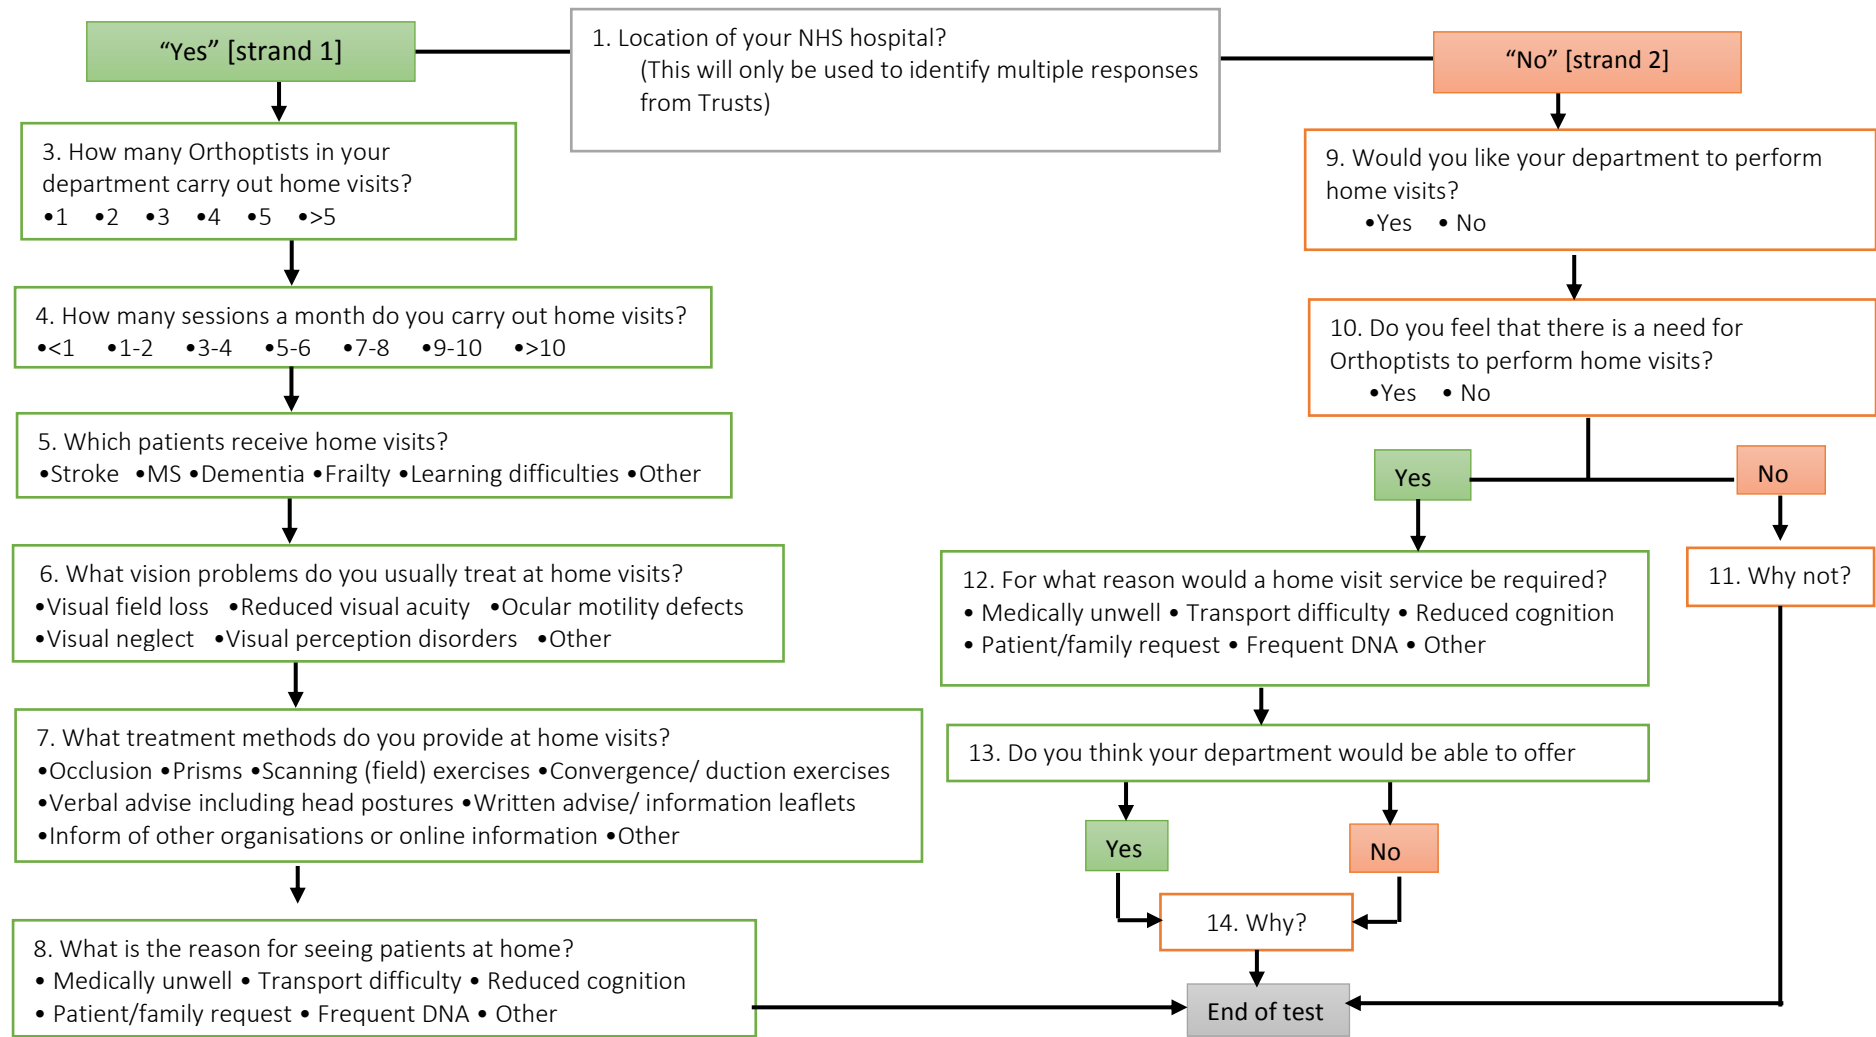 1. Location of your NHS hospital?
(This will only be used to identify multiple responses
from Trusts)
“Yes” [strand 1]
3. How many Orthoptists in your
department carry out home visits?
•1 •2 •3 •4 •5 •>5
4. How many sessions a month do you carry out home visits?
•<1 •1-2 •3-4 •5-6 •7-8 •9-10 •>10
5. Which patients receive home visits?
•Stroke •MS •Dementia •Frailty •Learning difficulties •Other
6. What vision problems do you usually treat at home visits?
•Visual field loss •Reduced visual acuity •Ocular motility defects
•Visual neglect •Visual perception disorders •Other
7. What treatment methods do you provide at home visits?
•Occlusion •Prisms •Scanning (field) exercises •Convergence/ duction exercises
•Verbal advise including head postures •Written advise/ information leaflets
•Inform of other organisations or online information •Other
8. What is the reason for seeing patients at home?
• Medically unwell • Transport difficulty • Reduced cognition
• Patient/family request • Frequent DNA • Other
“No” [strand 2]
9. Would you like your department to perform
home visits?
•Yes • No
10. Do you feel that there is a need for
Orthoptists to perform home visits?
•Yes • No
Yes
No
11. Why not?
12. For what reason would a home visit service be required?
• Medically unwell • Transport difficulty • Reduced cognition
• Patient/family request • Frequent DNA • Other
13. Do you think your department would be able to offer
Yes
No
14. Why?
End of test